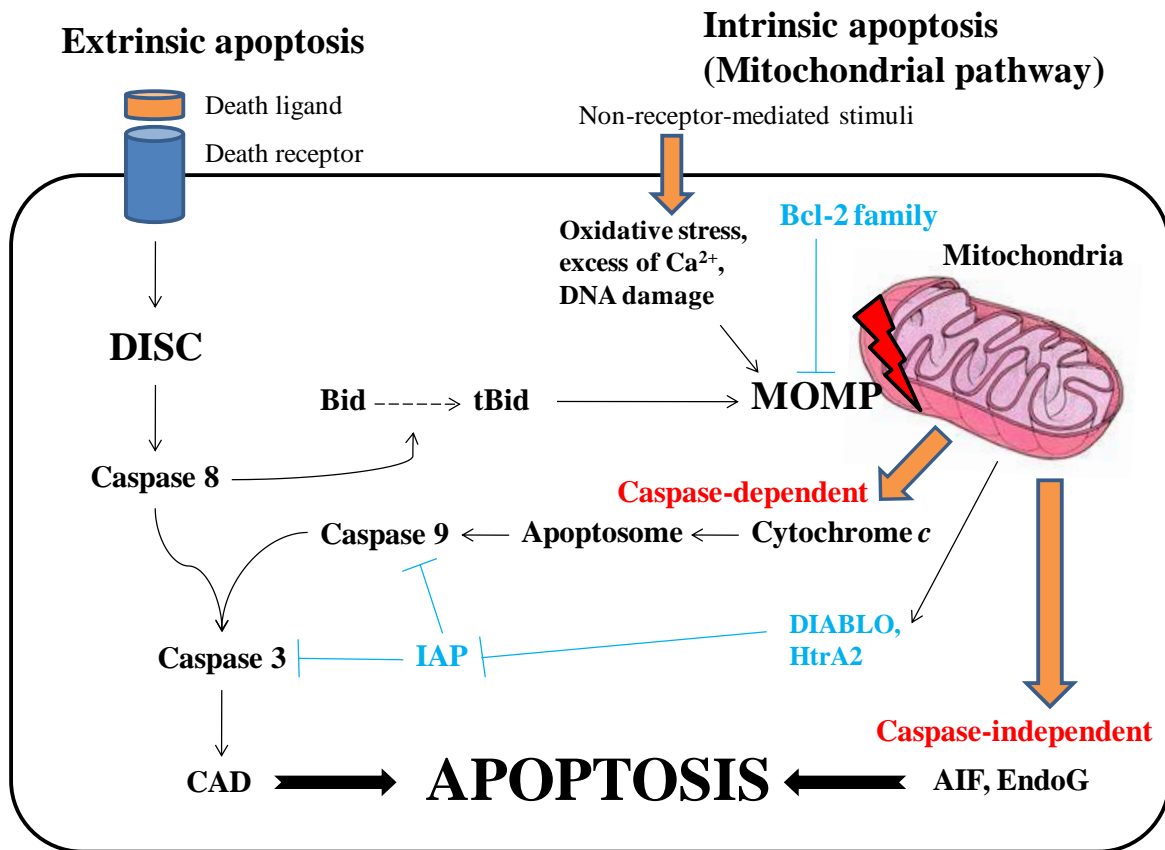 Extrinsic apoptosis
Death ligand
Death receptor
Intrinsic apoptosis
(Mitochondrial pathway)
Non-receptor-mediated stimuli
Oxidative stress,
excess of Ca²⁺,
DNA damage
Bcl-2 family
Mitochondria
DISC
Bid
tBid
MOMP
Caspase 8
Caspase-dependent
Caspase 9
Apoptosome
Cytochrome c
DIABLO,
HtrA2
Caspase 3
IAP
Caspase-independent
CAD
APOPTOSIS
AIF, EndoG